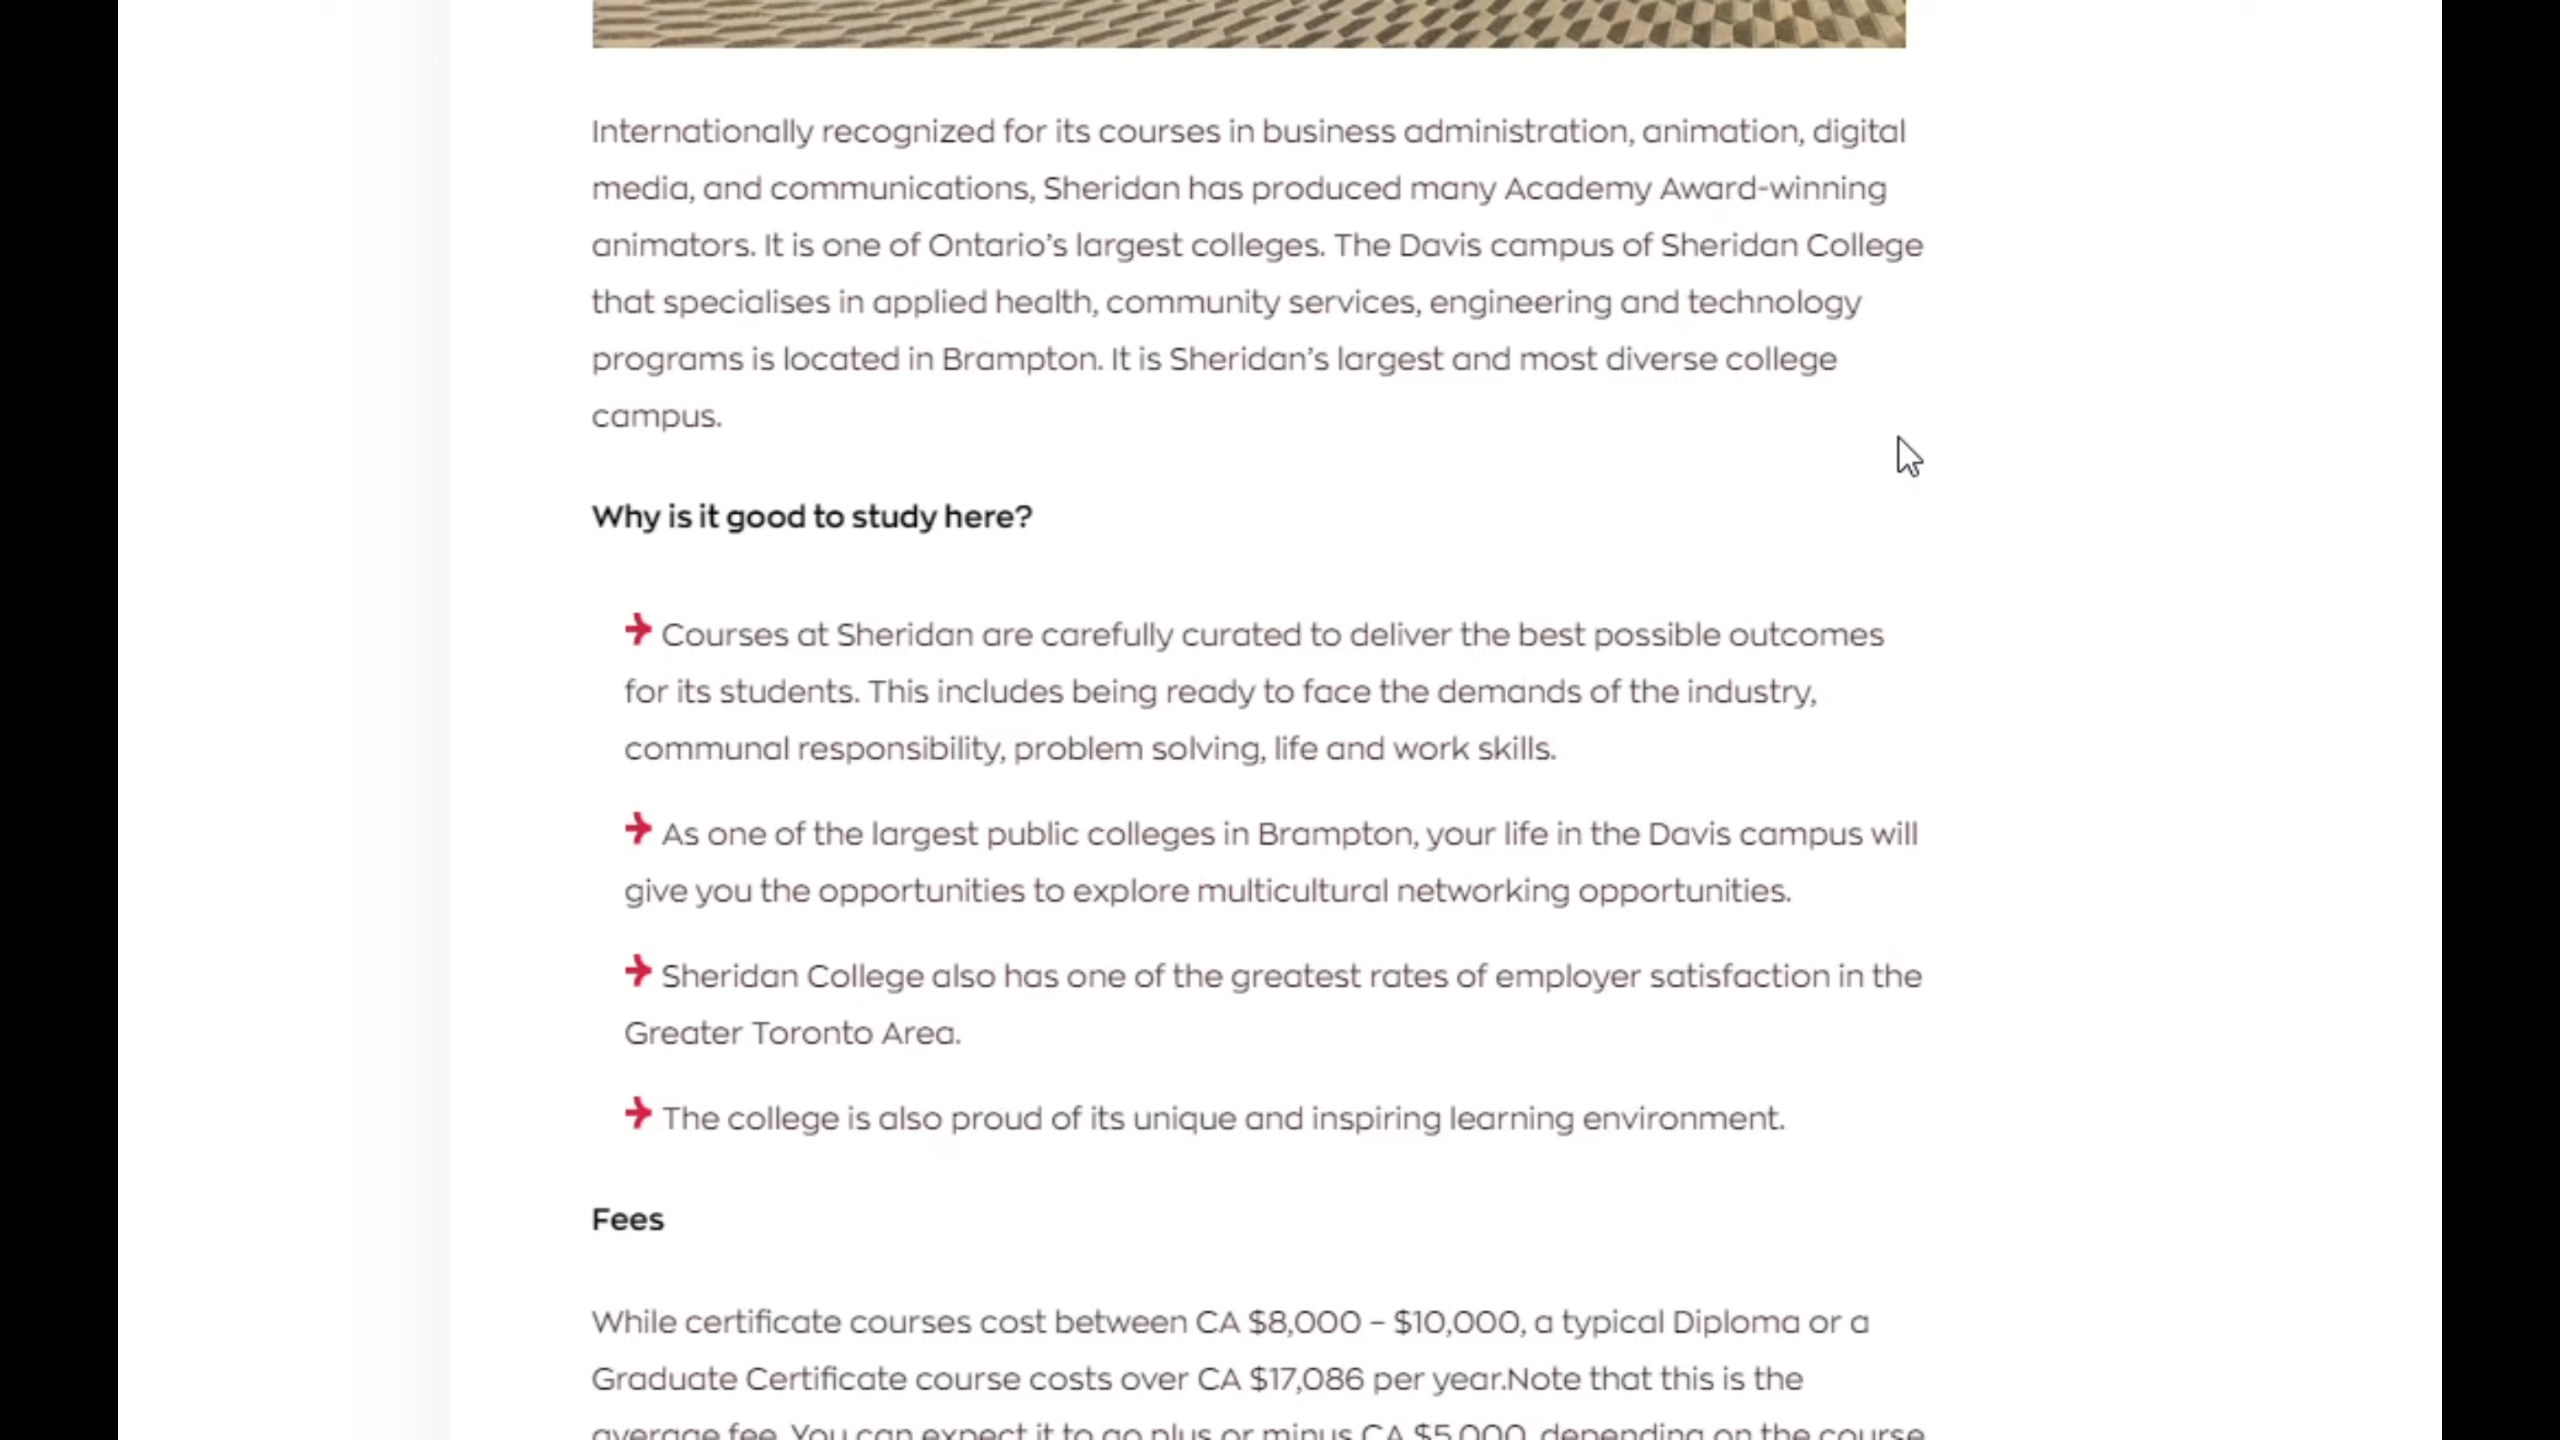 Internationally recognized for its courses in business administration, animation, digital
media, and communications, Sheridan has produced many Academy Award-winning
animators. It is one of Ontario’s largest colleges. The Davis campus of Sheridan College
that specialises in applied health, community services, engineering and technology
programs is located in Brampton. It is Sheridan’s largest and most diverse college
campus.
Why is it good to study here?
Courses at Sheridan are carefully curated to deliver the best possible outcomes
for its students. This includes being ready to face the demands of the industry,
communal responsibility, problem solving, life and work skills.
As one of the largest public colleges in Brampton, your life in the Davis campus will
give you the opportunities to explore multicultural networking opportunities.
Sheridan College also has one of the greatest rates of employer satisfaction in the
Greater Toronto Area.
The college is also proud of its unique and inspiring learning environment.
Fees
While certificate courses cost between CA $8,000 – $10,000, a typical Diploma or a
Graduate Certificate course costs over CA $17,086 per year.Note that this is the
average fee. You can expect it to go plus or minus CA $5,000, depending on the course